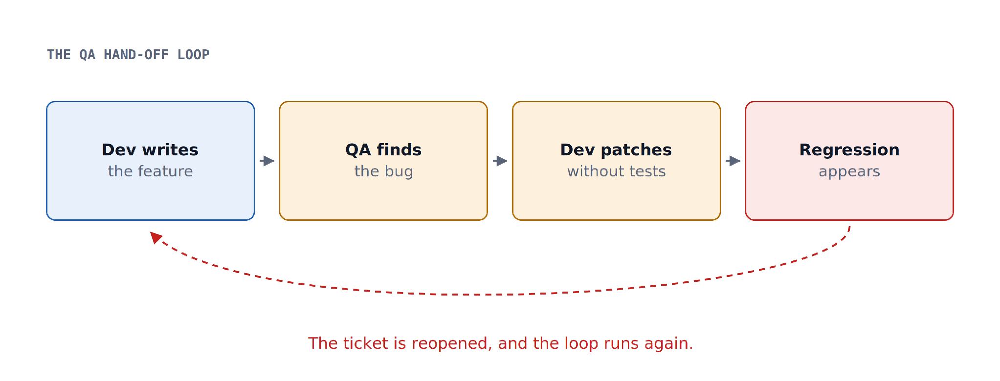 THE QA HAND-OFF LOOP
Dev writes
the feature
QA finds
the bug
Dev patches
without tests
Regression
appears
The ticket is reopened, and the loop runs again.